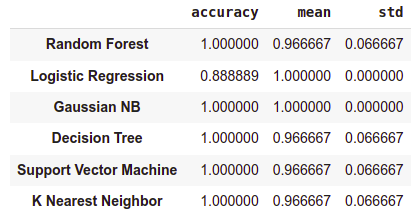 accuracy mean std
Random Forest 1.000000 0.966667 0.066667
Logistic Regression 0.888889 1.000000 0.000000
Gaussian NB 1.000000 1.000000 0.000000
Decision Tree 1.000000 0.966667 0.066667
Support Vector Machine 1.000000 0.966667 0.066667
K Nearest Neighbor 1.000000 0.966667 0.066667